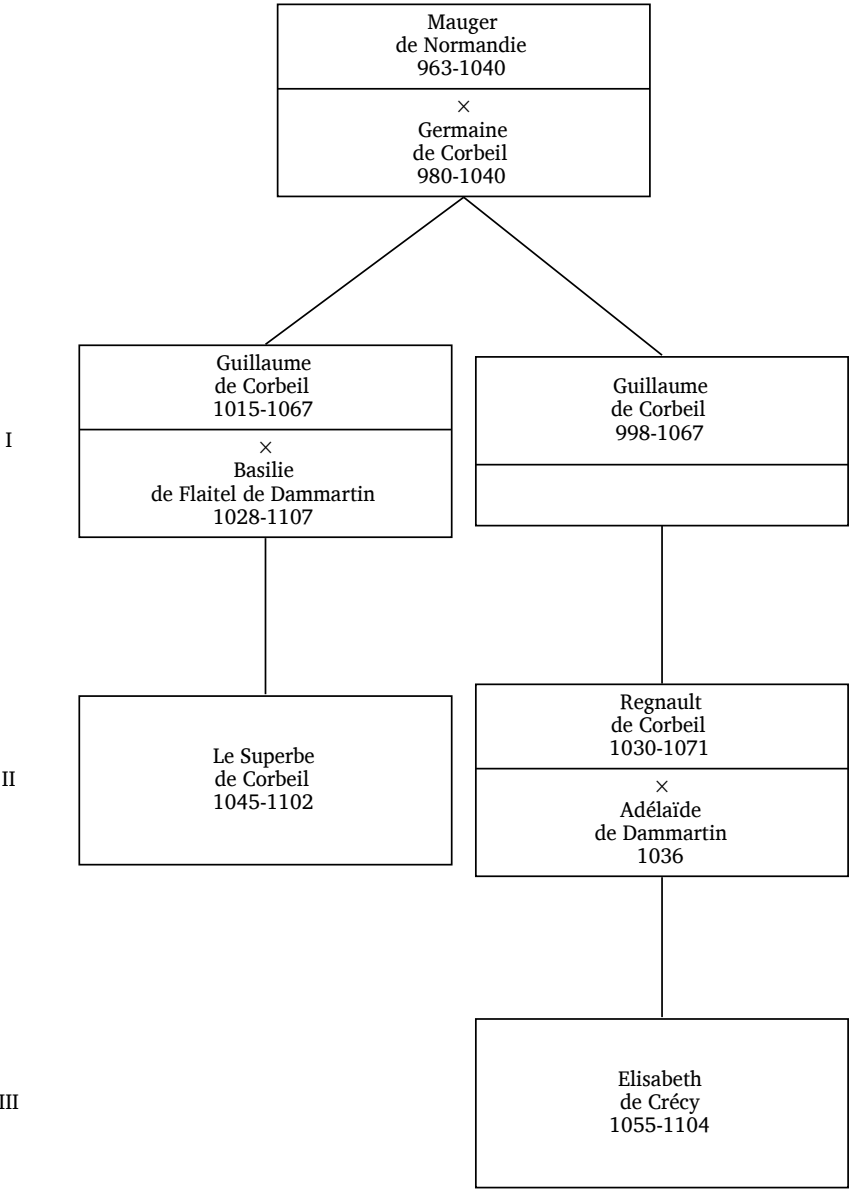 Mauger
de Normandie
963-1040
×
Germaine
de Corbeil
980-1040
I
Guillaume
de Corbeil
1015-1067
×
Basilie
de Flaitel de Dammartin
1028-1107
Guillaume
de Corbeil
998-1067
II
Le Superbe
de Corbeil
1045-1102
Regnault
de Corbeil
1030-1071
×
Adélaïde
de Dammartin
1036
III
Elisabeth
de Crécy
1055-1104